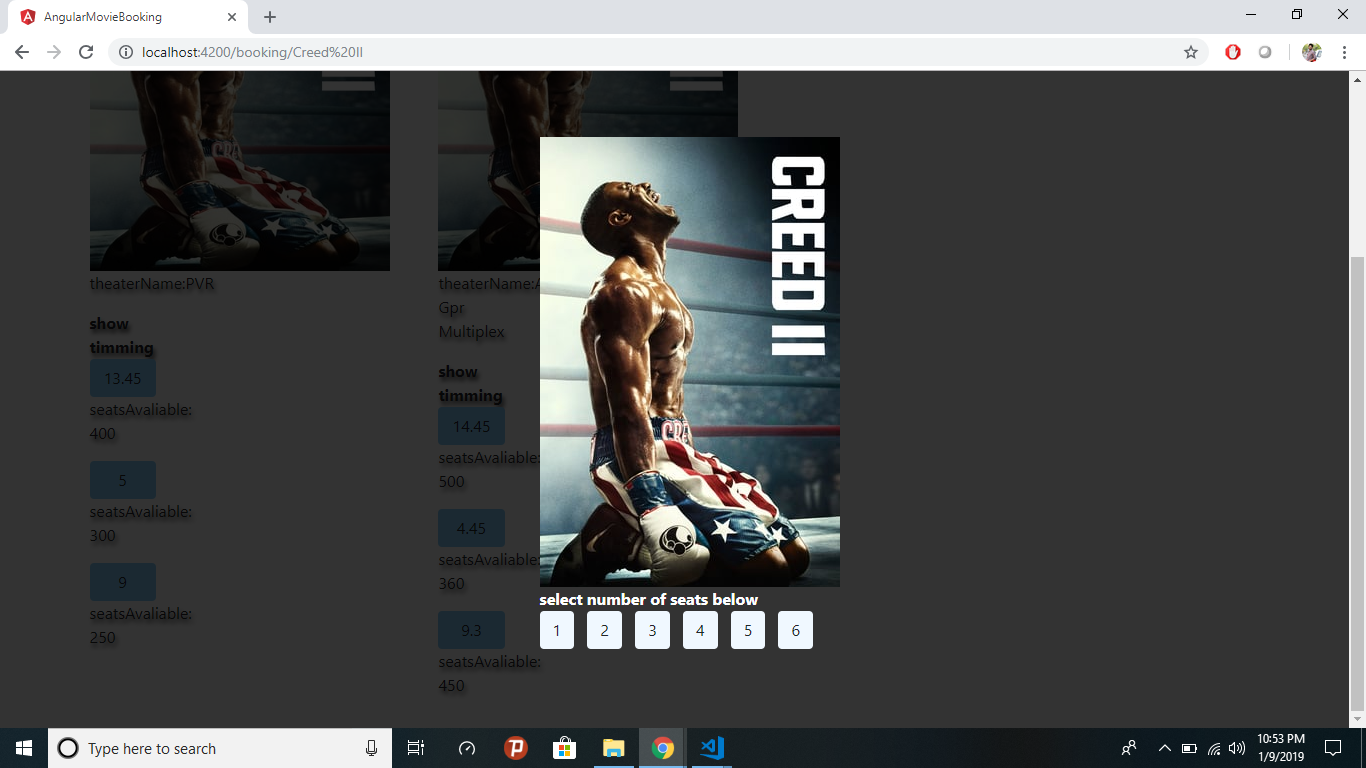 AngularMovieBooking
localhost:4200/booking/Creed%20II
theaterName:PVR
show
timming
13.45
seatsAvaliable:
400
5
seatsAvaliable:
300
9
seatsAvaliable:
250
Gpr
Multiplex
show
timming
14.45
seatsAvaliable:
500
4.45
seatsAvaliable:
360
9.3
seatsAvaliable:
450
CREED II
select number of seats below
1 2 3 4 5 6
Type here to search
10:53 PM
1/9/2019